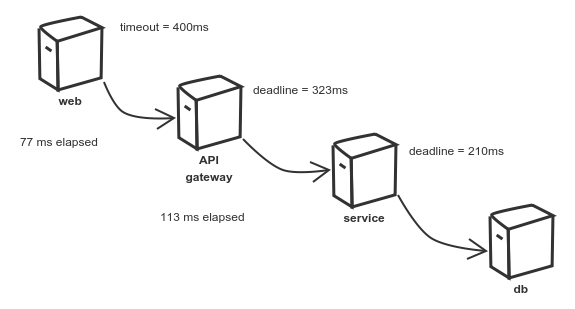 timeout = 400ms
web
77 ms elapsed
deadline = 323ms
API
gateway
113 ms elapsed
deadline = 210ms
service
db